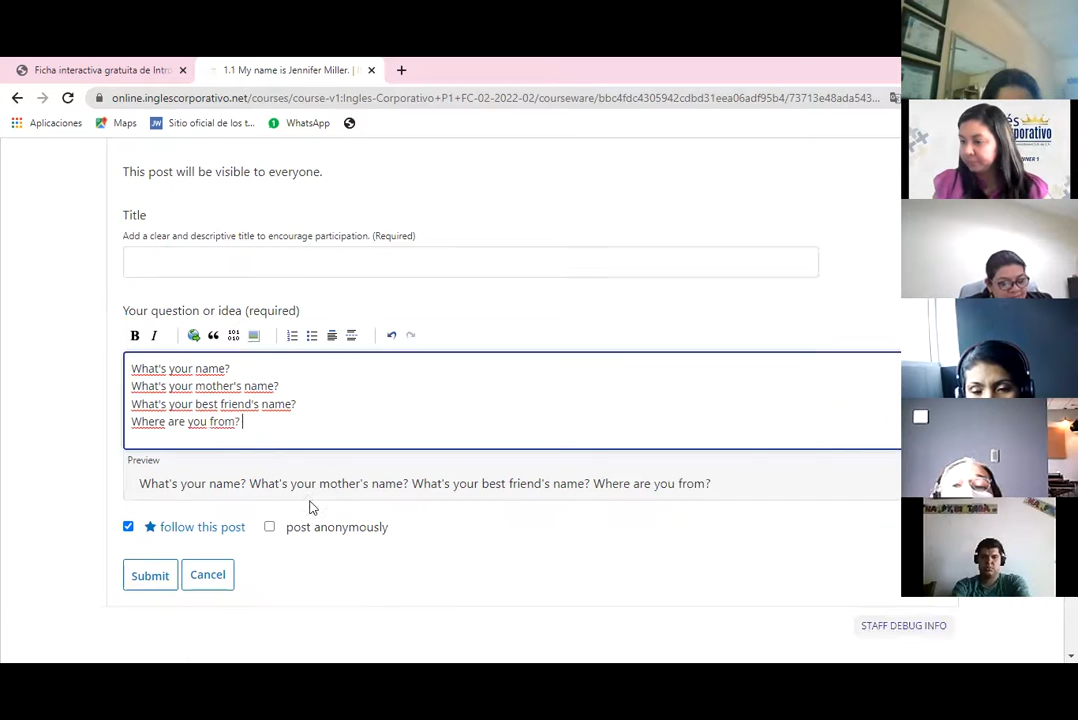 Ficha interactiva gratuita de Intro
1.1 My name is Jennifer Miller. |
online.inglescorporativo.net/courses/course-v1:Ingles-Corporativo+P1+FC-02-2022-02/courseware/bbc4fdc4305942cdbd31eea06adf95b4/73713e48ada543...
Aplicaciones
Maps
Sitio oficial de los t...
WhatsApp
This post will be visible to everyone.
Title
Add a clear and descriptive title to encourage participation. (Required)
Your question or idea (required)
What's your name?
What's your mother's name?
What's your best friend's name?
Where are you from?
Preview
What's your name? What's your mother's name? What's your best friend's name? Where are you from?
follow this post
post anonymously
Submit
Cancel
STAFF DEBUG INFO